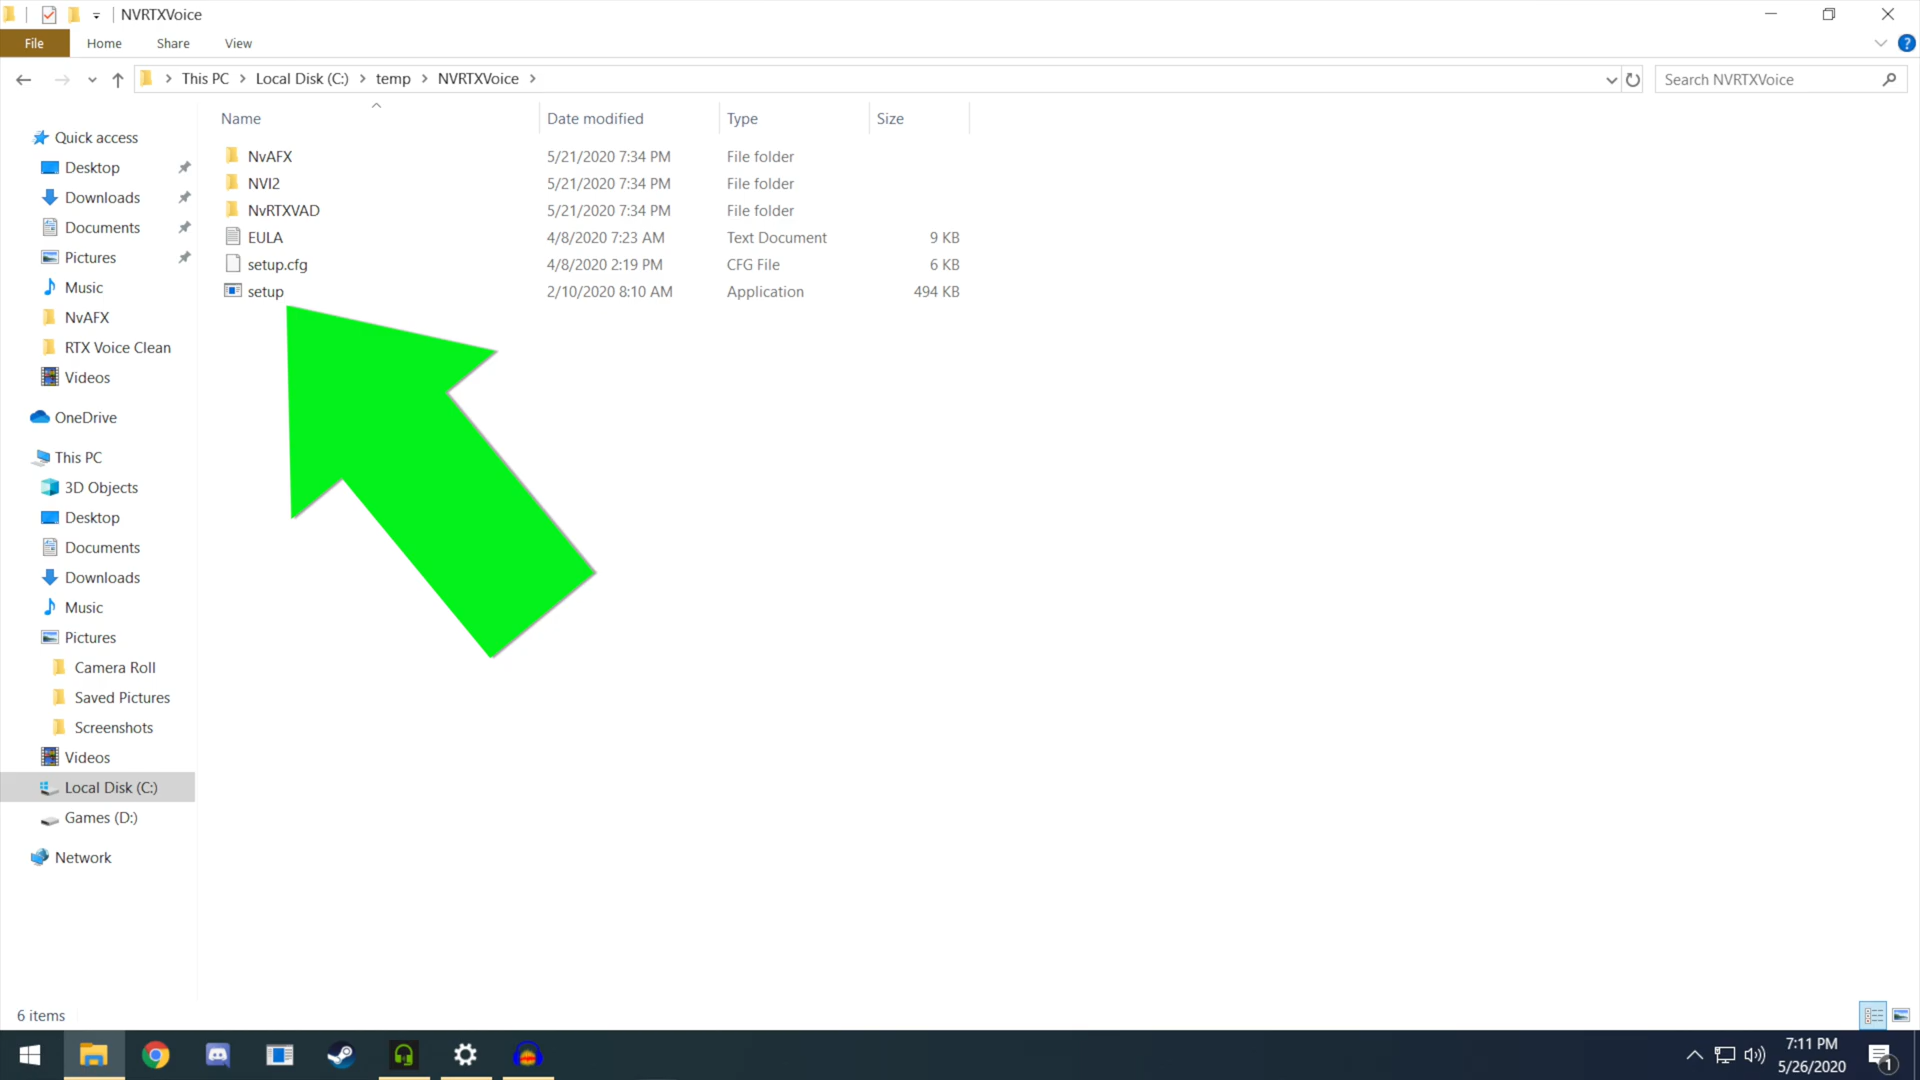 NVRTXVoice
File Home Share View
This PC Local Disk (C:) temp NVRTXVoice
Search NVRTXVoice
Name Date modified Type Size
NvAFX 5/21/2020 7:34 PM File folder
NVI2 5/21/2020 7:34 PM File folder
NvRTXVAD 5/21/2020 7:34 PM File folder
EULA 4/8/2020 7:23 AM Text Document 9 KB
setup.cfg 4/8/2020 2:19 PM CFG File 6 KB
setup 2/10/2020 8:10 AM Application 494 KB
Quick access
Desktop
Downloads
Documents
Pictures
Music
NvAFX
RTX Voice Clean
Videos
OneDrive
This PC
3D Objects
Desktop
Documents
Downloads
Music
Pictures
Camera Roll
Saved Pictures
Screenshots
Videos
Local Disk (C:)
Games (D:)
Network
6 items
7:11 PM
5/26/2020
1